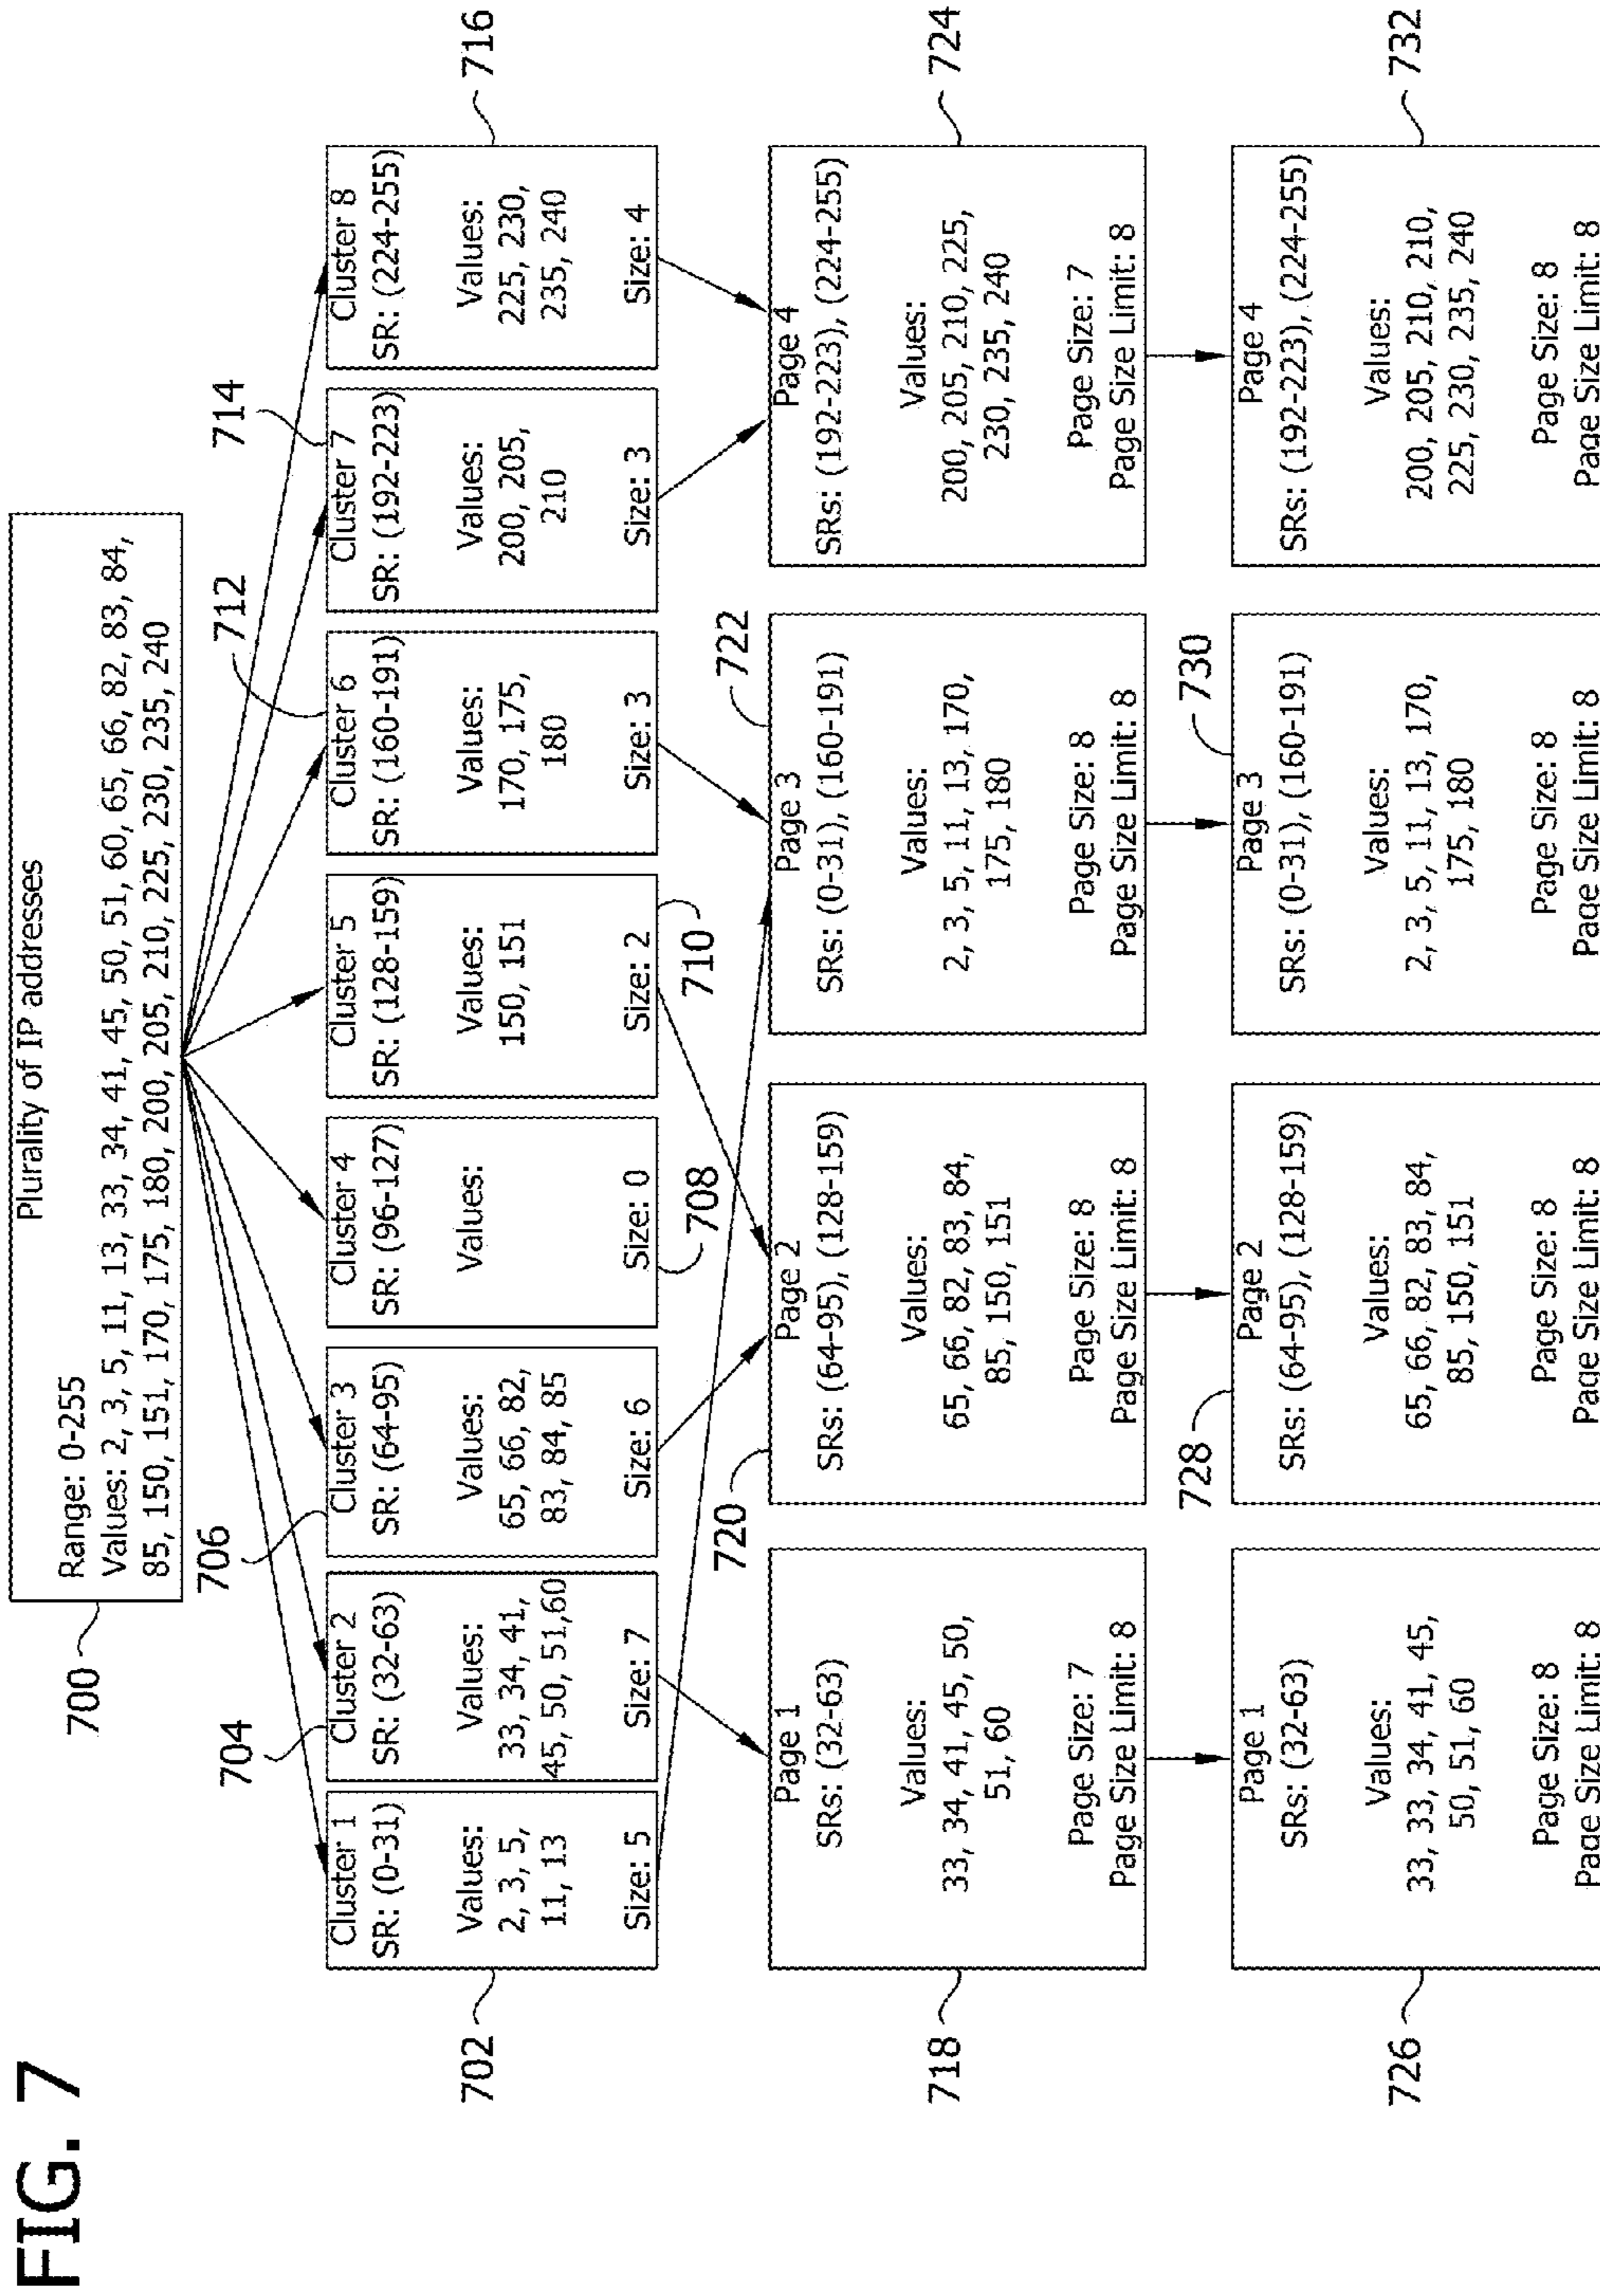 FIG. 7
Plurality of IP addresses
Range: 0-255
Values: 2, 3, 5, 11, 13, 33, 34, 41, 45, 50, 51, 60, 65, 66, 82, 83, 84,
85, 150, 151, 170, 175, 180, 200, 205, 210, 225, 230, 235, 240
700
704
706
712
714
702
Cluster 1
SR: (0-31)
Values:
2, 3, 5,
11, 13
Size: 5
Cluster 2
SR: (32-63)
Values:
33, 34, 41,
45, 50, 51,60
Size: 7
Cluster 3
SR: (64-95)
Values:
65, 66, 82,
83, 84, 85
Size: 6
Cluster 4
SR: (96-127)
Values:
Size: 0
Cluster 5
SR: (128-159)
Values:
150, 151
Size: 2
Cluster 6
SR: (160-191)
Values:
170, 175,
180
Size: 3
Cluster 7
SR: (192-223)
Values:
200, 205,
210
Size: 3
Cluster 8
SR: (224-255)
Values:
225, 230,
235, 240
Size: 4
716
708
710
720
722
718
Page 1
SRs: (32-63)
Values:
33, 34, 41, 45, 50,
51, 60
Page Size: 7
Page Size Limit: 8
Page 2
SRs: (64-95), (128-159)
Values:
65, 66, 82, 83, 84,
85, 150, 151
Page Size: 8
Page Size Limit: 8
Page 3
SRs: (0-31), (160-191)
Values:
2, 3, 5, 11, 13, 170,
175, 180
Page Size: 8
Page Size Limit: 8
Page 4
SRs: (192-223), (224-255)
Values:
200, 205, 210, 225,
230, 235, 240
Page Size: 7
Page Size Limit: 8
724
728
730
726
Page 1
SRs: (32-63)
Values:
33, 33, 34, 41, 45,
50, 51, 60
Page Size: 8
Page Size Limit: 8
Page 2
SRs: (64-95), (128-159)
Values:
65, 66, 82, 83, 84,
85, 150, 151
Page Size: 8
Page Size Limit: 8
Page 3
SRs: (0-31), (160-191)
Values:
2, 3, 5, 11, 13, 170,
175, 180
Page Size: 8
Page Size Limit: 8
Page 4
SRs: (192-223), (224-255)
Values:
200, 205, 210, 210,
225, 230, 235, 240
Page Size: 8
Page Size Limit: 8
732